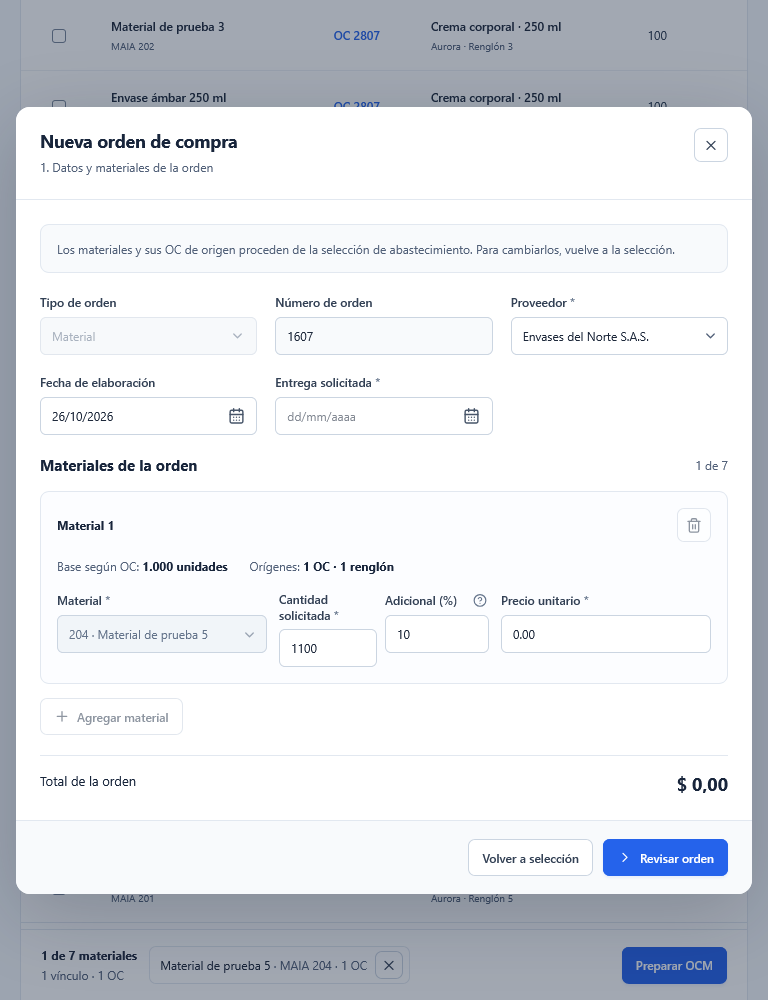 Material de prueba 3
OC 2807
Crema corporal · 250 ml
100
MAIA 202
Aurora · Renglón 3
Envase ámbar 250 ml
OC 2807
Crema corporal · 250 ml
100
Nueva orden de compra
1. Datos y materiales de la orden
Los materiales y sus OC de origen proceden de la selección de abastecimiento. Para cambiarlos, vuelve a la selección.
Tipo de orden
Número de orden
Proveedor *
Material
1607
Envases del Norte S.A.S.
Fecha de elaboración
Entrega solicitada *
26/10/2026
dd/mm/aaaa
Materiales de la orden
1 de 7
Material 1
Base según OC: 1.000 unidades
Orígenes: 1 OC · 1 renglón
Material *
Cantidad
solicitada *
Adicional (%)
Precio unitario *
204 · Material de prueba 5
1100
10
0.00
Agregar material
Total de la orden
$ 0,00
Volver a selección
Revisar orden
MAIA 201
Aurora · Renglón 5
1 de 7 materiales
1 vínculo · 1 OC
Material de prueba 5 · MAIA 204 · 1 OC
Preparar OCM